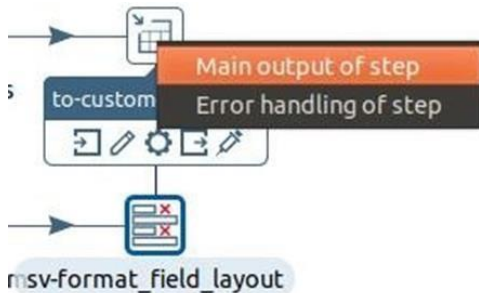 Main output of step
to-custom
Error handling of step
msv-format_field_layout